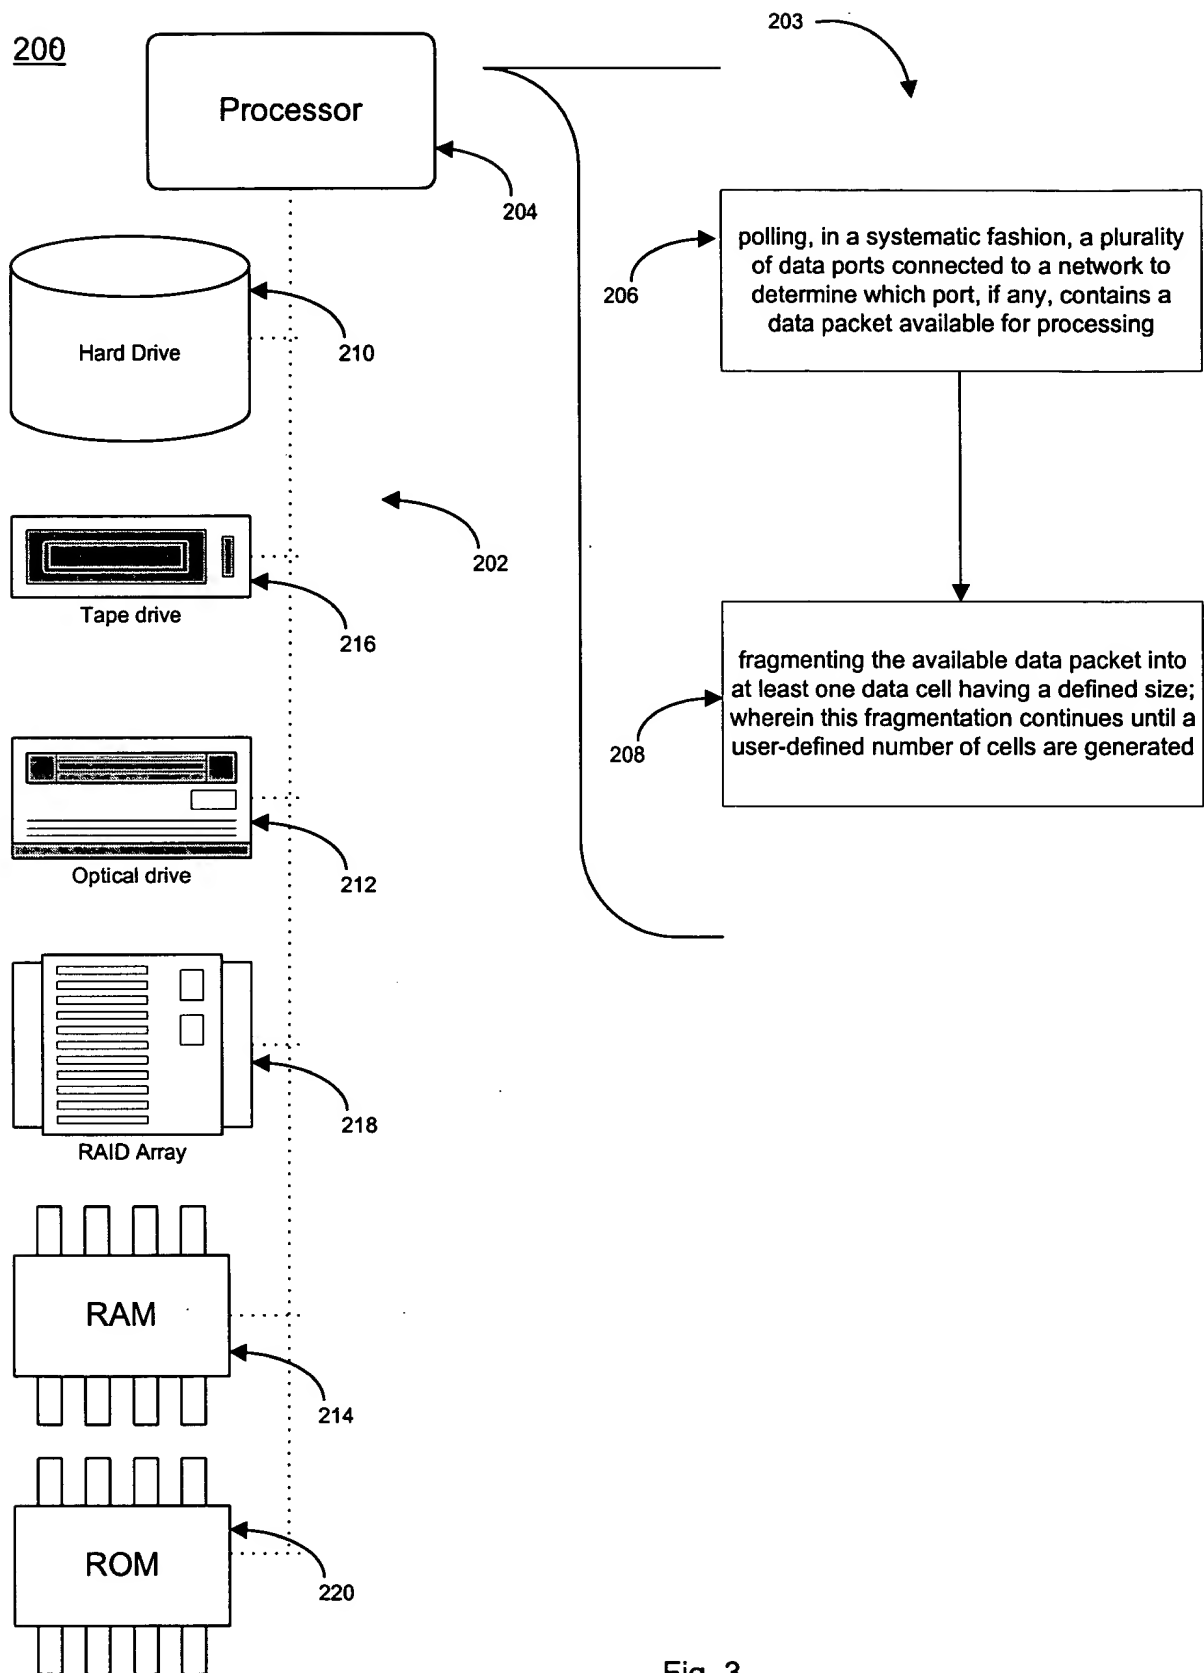 200
203
Processor
204
polling, in a systematic fashion, a plurality
of data ports connected to a network to
determine which port, if any, contains a
data packet available for processing
206
Hard Drive
210
202
Tape drive
216
fragmenting the available data packet into
at least one data cell having a defined size;
wherein this fragmentation continues until a
user-defined number of cells are generated
208
Optical drive
212
RAID Array
218
RAM
214
ROM
220
Fig. 3